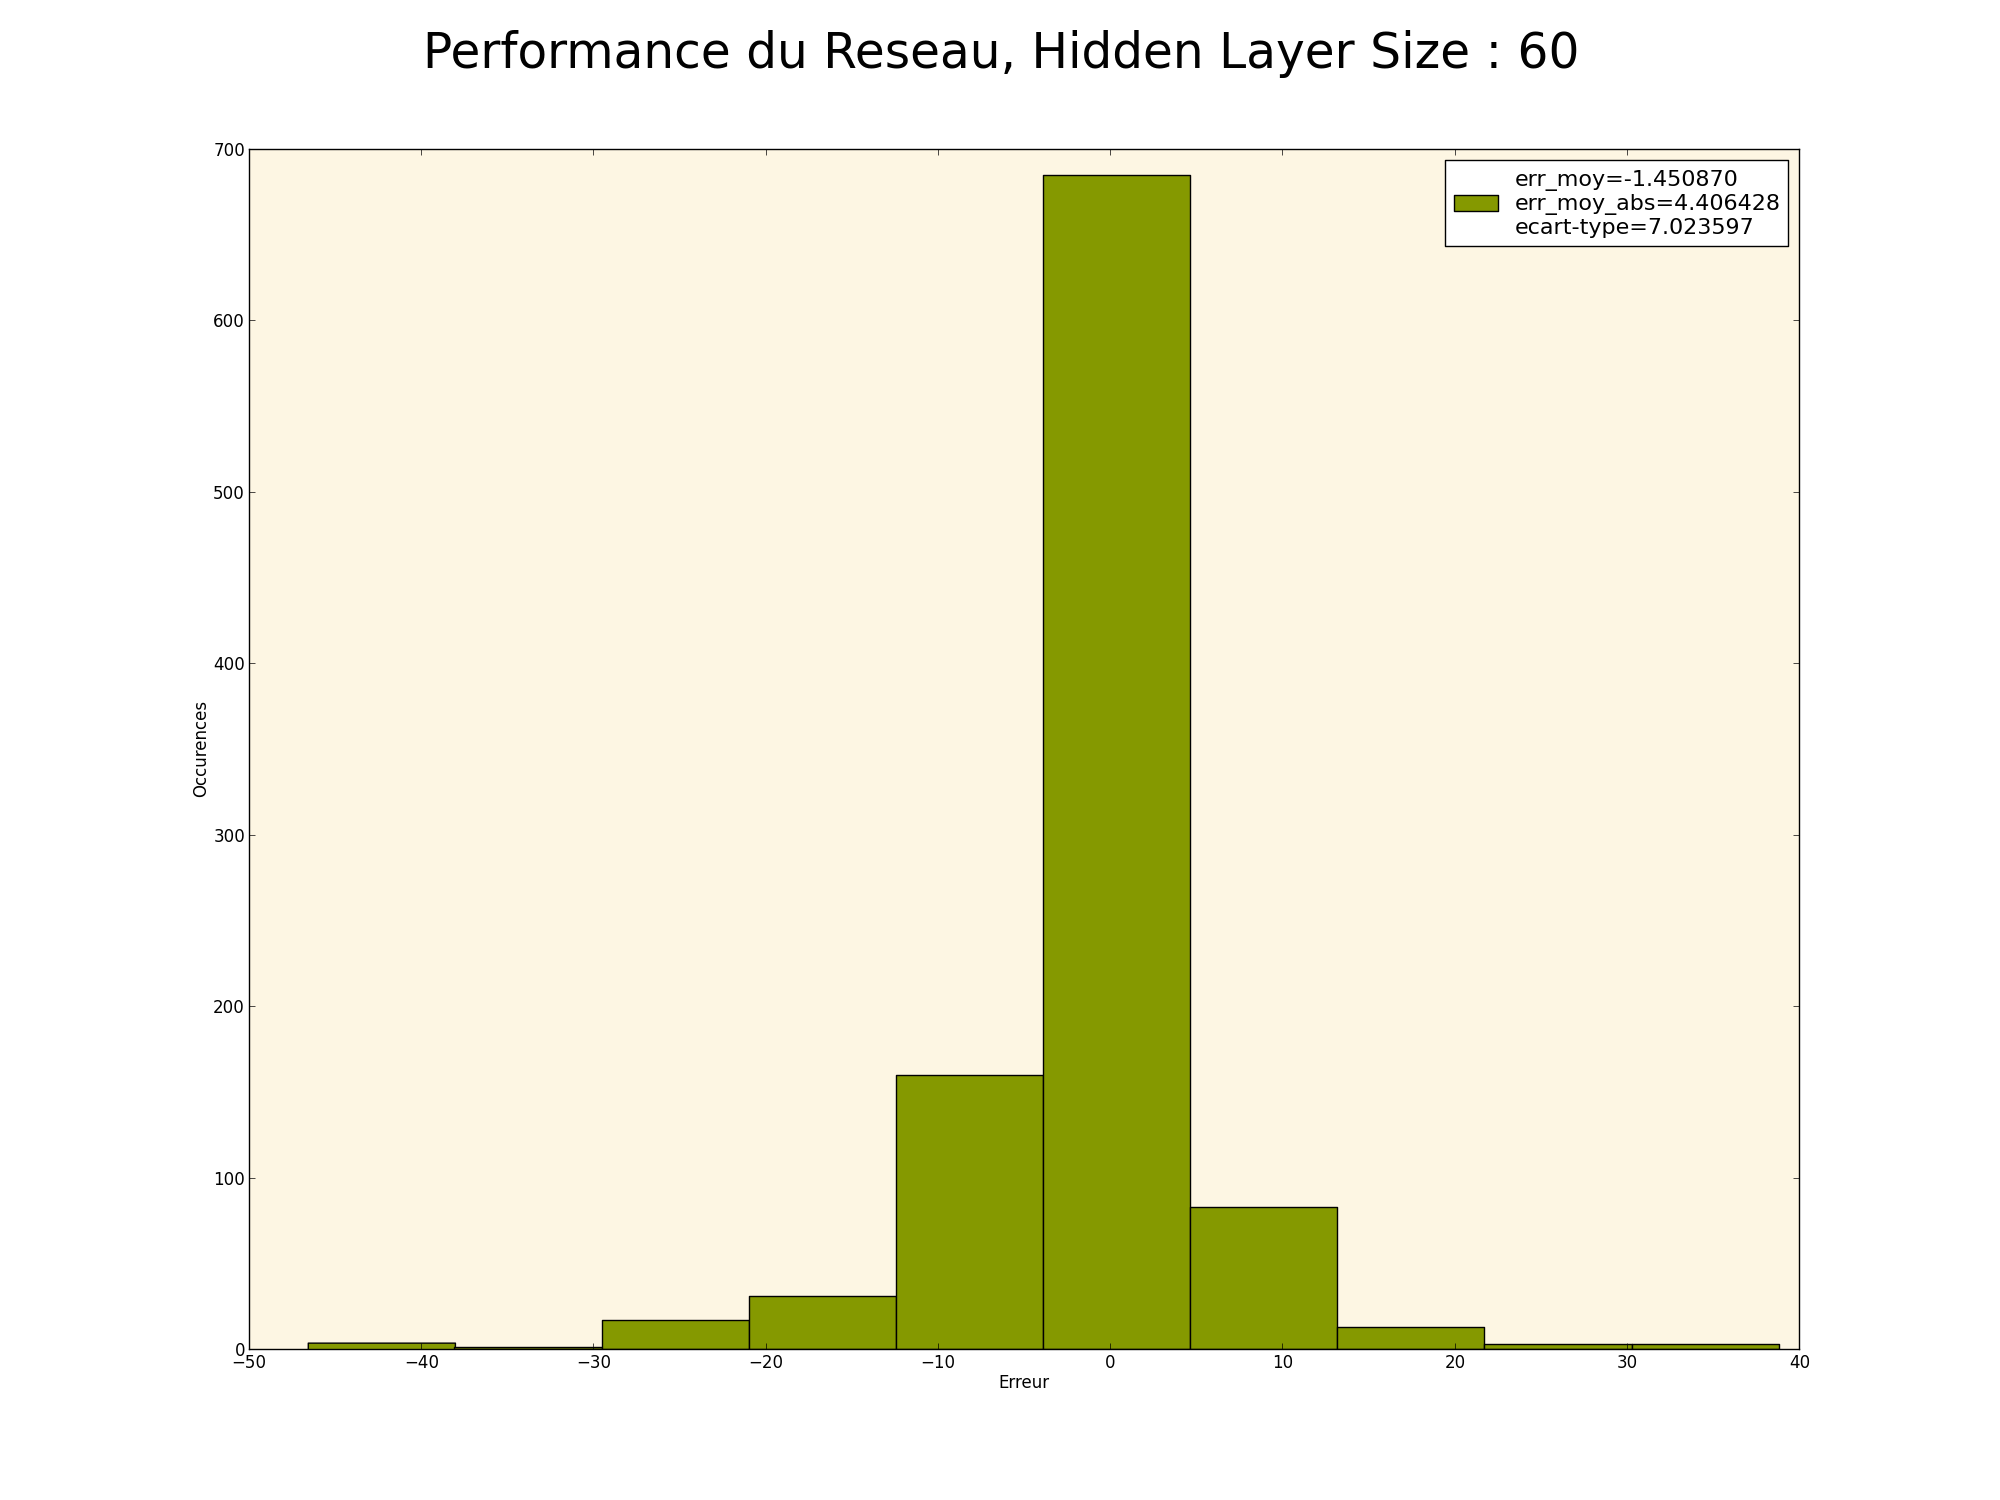 Performance du Reseau, Hidden Layer Size : 60
err_moy=-1.450870
err_moy_abs=4.406428
ecart-type=7.023597
700
600
500
400
300
200
100
0
Occurences
−50 −40 −30 −20 −10 0 10 20 30 40
Erreur